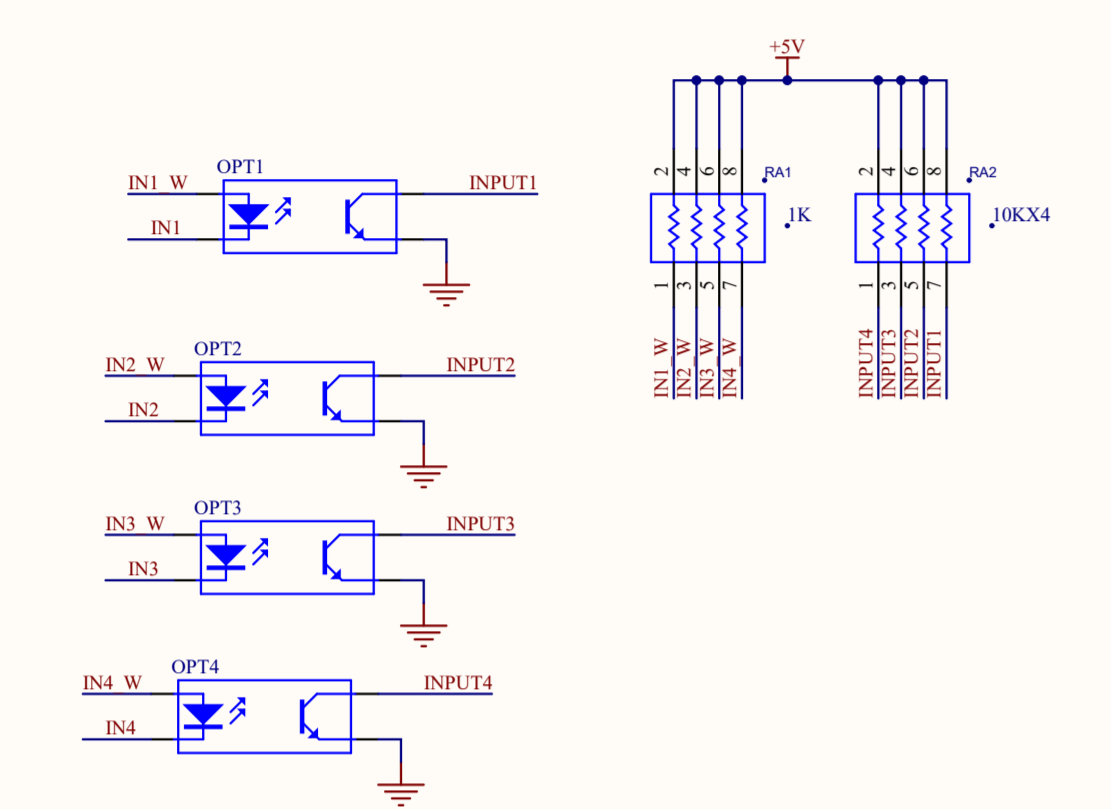 OPT1
IN1_W
INPUT1
IN1
OPT2
IN2_W
INPUT2
IN2
OPT3
IN3_W
INPUT3
IN3
OPT4
IN4_W
INPUT4
IN4
+5V
2 4 6 8
RA1
1K
1 3 5 7
IN1_W
IN2_W
IN3_W
IN4_W
2 4 6 8
RA2
10KX4
1 3 5 7
INPUT4
INPUT3
INPUT2
INPUT1